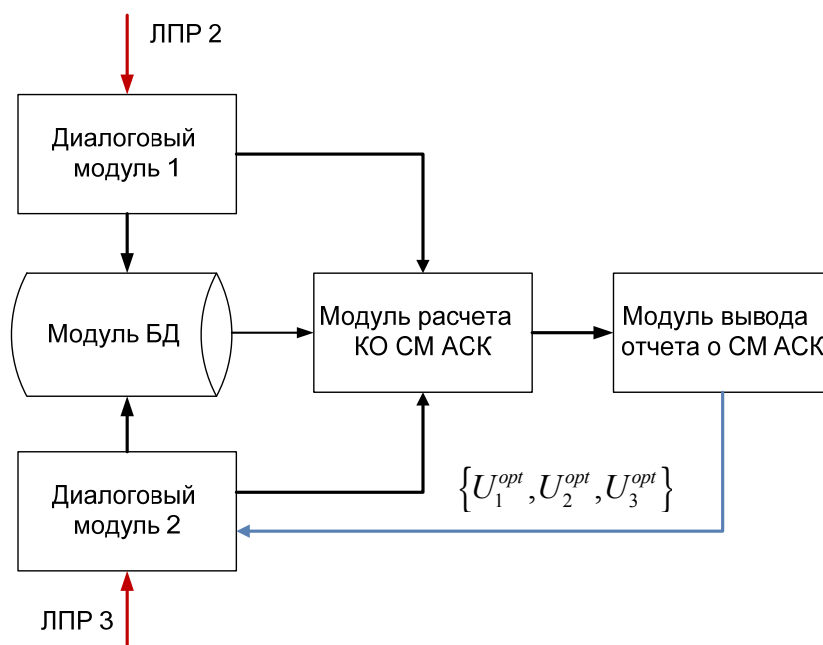 ЛПР 2
Диалоговый
модуль 1
Модуль БД
Модуль расчета
КО СМ АСК
Модуль вывода
отчета о СМ АСК
{U_1^{opt}, U_2^{opt}, U_3^{opt}}
Диалоговый
модуль 2
ЛПР 3